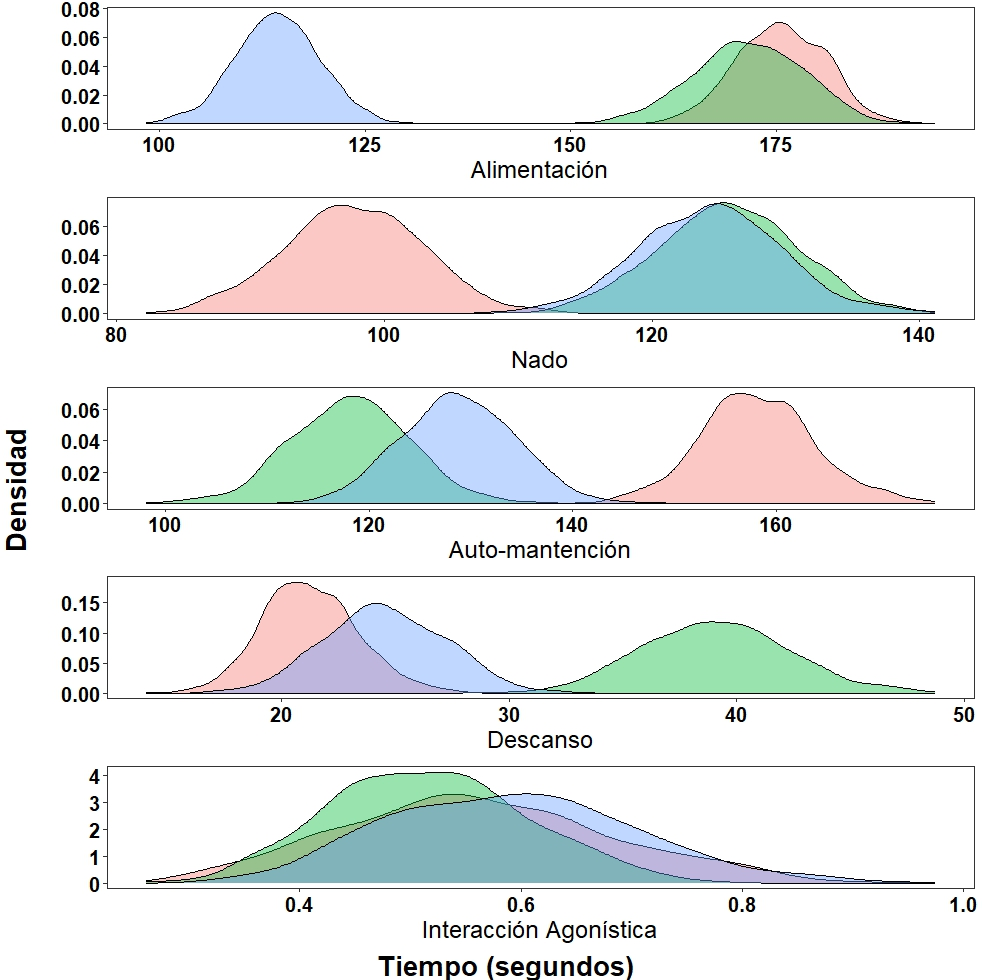 0.08
0.06
0.04
0.02
0.00
100 125 150 175
Alimentación
0.06
0.04
0.02
0.00
80 100 120 140
Nado
0.06
0.04
0.02
0.00
100 120 140 160
Auto-mantención
Densidad
0.15
0.10
0.05
0.00
20 30 40 50
Descanso
4
3
2
1
0
0.4 0.6 0.8 1.0
Interacción Agonística
Tiempo (segundos)